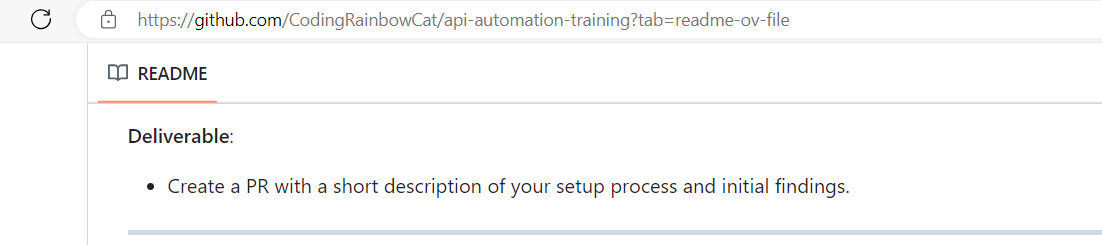 https://github.com/CodingRainbowCat/api-automation-training?tab=readme-ov-file
README
Deliverable:
• Create a PR with a short description of your setup process and initial findings.